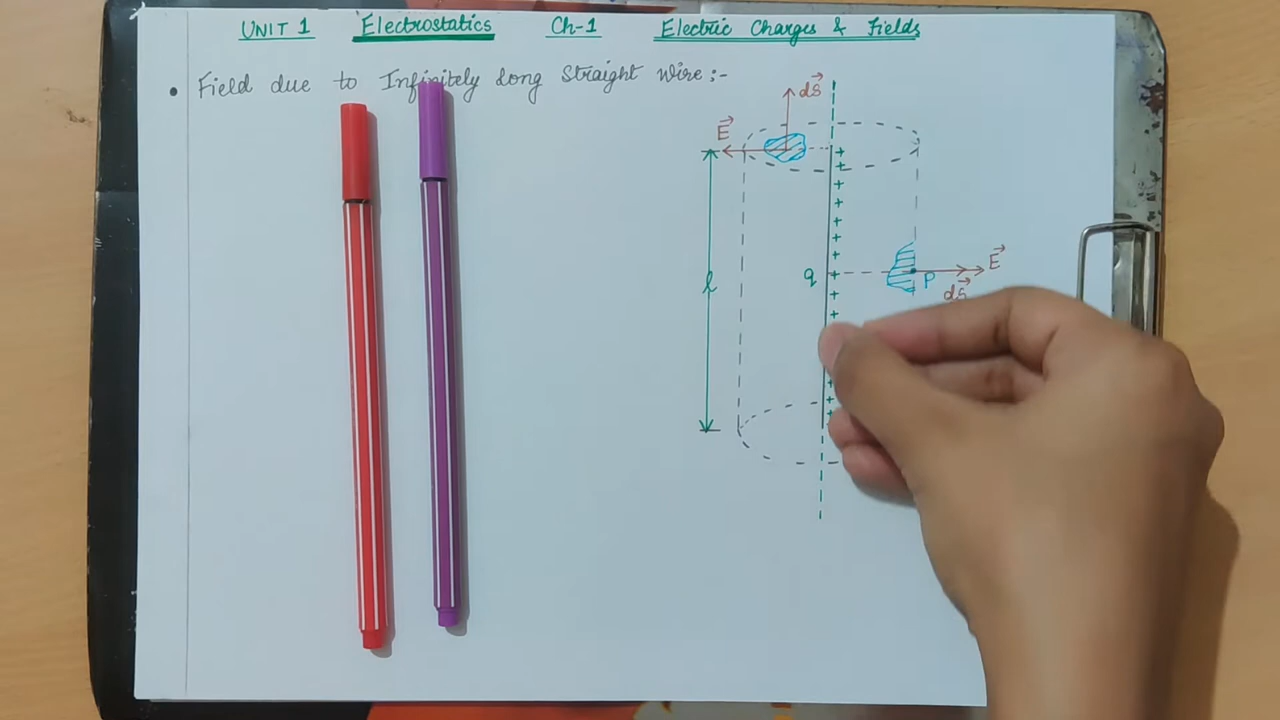 UNIT 1 Electrostatics Ch-1 Electric Charges & Fields
• Field due to Infinitely long Straight Wire :-
dS⃗
E⃗
+
+
+
+
+
+
+
l q + P E⃗
+ dS⃗
+
+
+
+